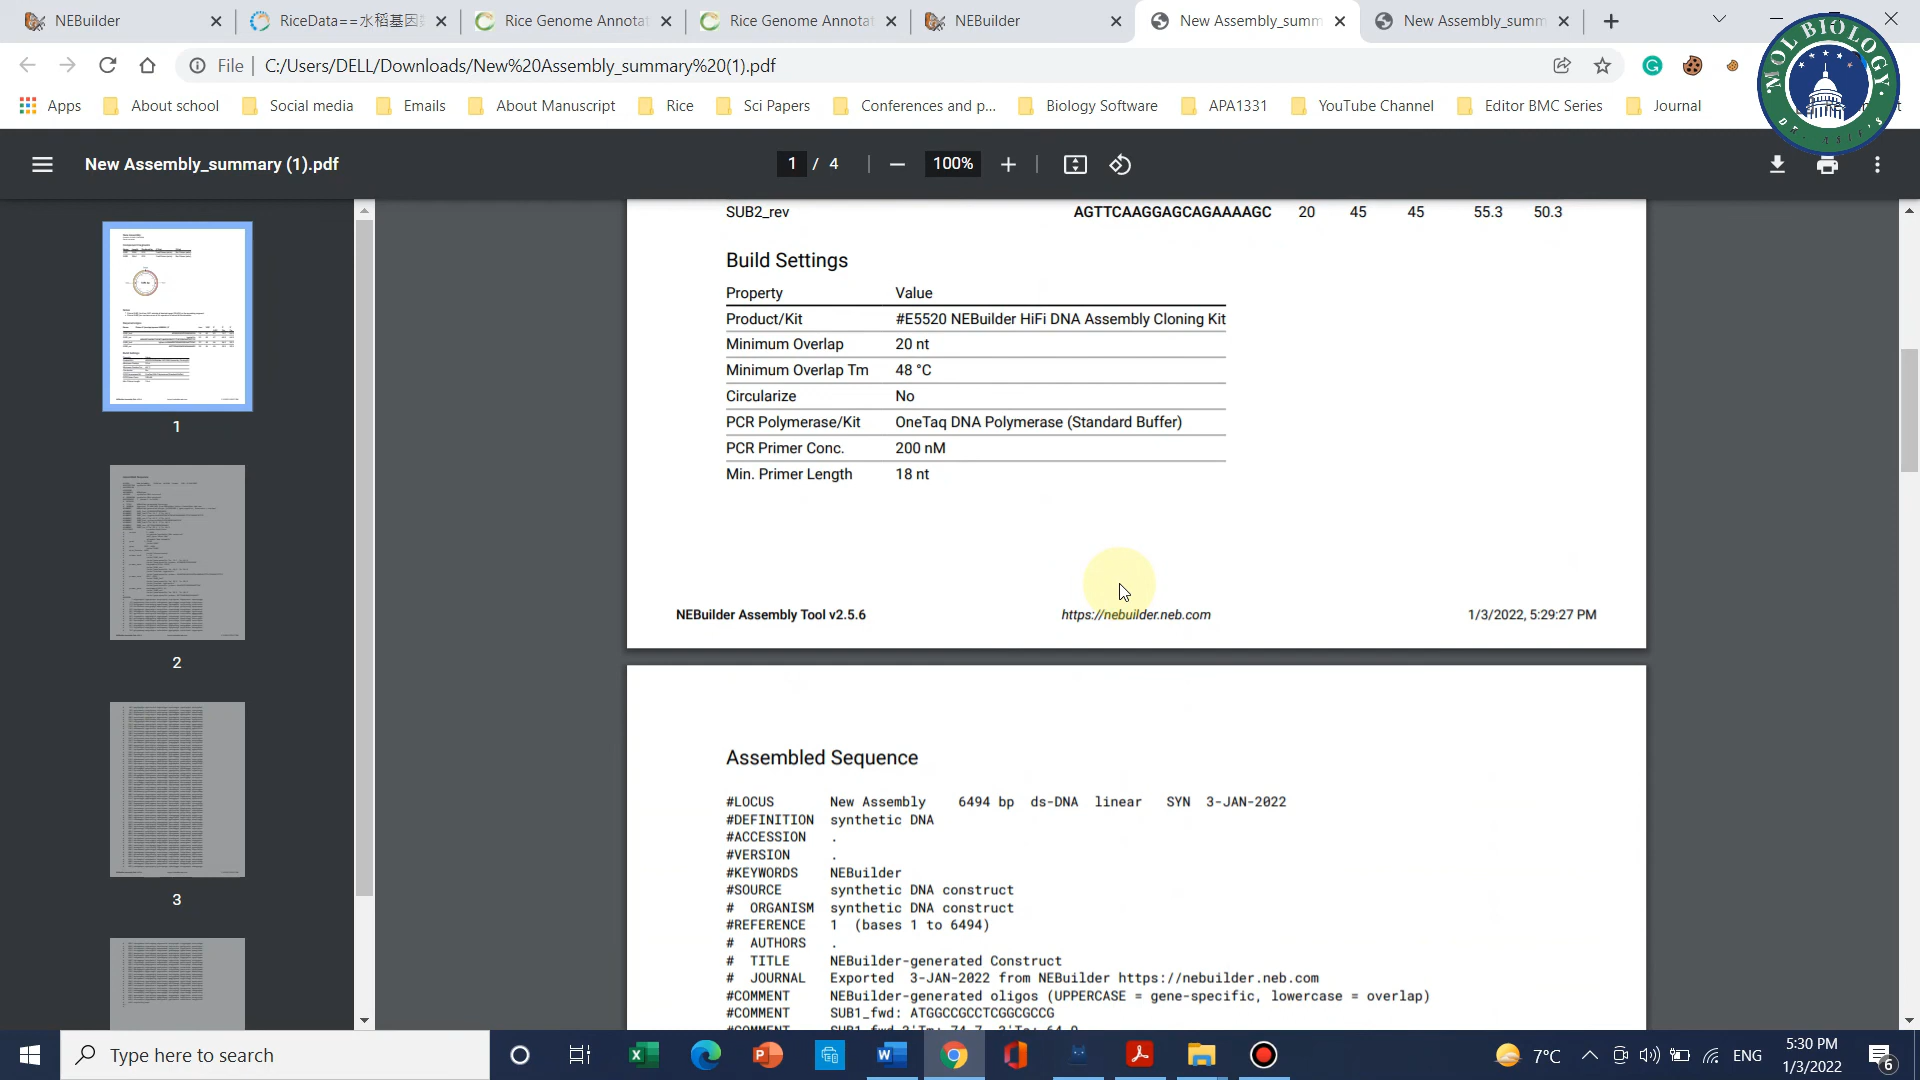 NEBuilder
RiceData==水稻基因
Rice Genome Annotat
Rice Genome Annotat
NEBuilder
New Assembly_summ
New Assembly_summ
File C:/Users/DELL/Downloads/New%20Assembly_summary%20(1).pdf
Apps About school Social media Emails About Manuscript Rice Sci Papers Conferences and p... Biology Software APA1331 YouTube Channel Editor BMC Series Journal
MOL BIOLOGY
New Assembly_summary (1).pdf
1 / 4 100%
1
2
3
SUB2_rev AGTTCAAGGAGCAGAAAAGC 20 45 45 55.3 50.3
Build Settings
Property Value
Product/Kit #E5520 NEBuilder HiFi DNA Assembly Cloning Kit
Minimum Overlap 20 nt
Minimum Overlap Tm 48 °C
Circularize No
PCR Polymerase/Kit OneTaq DNA Polymerase (Standard Buffer)
PCR Primer Conc. 200 nM
Min. Primer Length 18 nt
NEBuilder Assembly Tool v2.5.6 https://nebuilder.neb.com 1/3/2022, 5:29:27 PM
Assembled Sequence
#LOCUS New Assembly 6494 bp ds-DNA linear SYN 3-JAN-2022
#DEFINITION synthetic DNA
#ACCESSION .
#VERSION .
#KEYWORDS NEBuilder
#SOURCE synthetic DNA construct
# ORGANISM synthetic DNA construct
#REFERENCE 1 (bases 1 to 6494)
# AUTHORS .
# TITLE NEBuilder-generated Construct
# JOURNAL Exported 3-JAN-2022 from NEBuilder https://nebuilder.neb.com
#COMMENT NEBuilder-generated oligos (UPPERCASE = gene-specific, lowercase = overlap)
#COMMENT SUB1_fwd: ATGGCCGCCTCGGCGCCG
Type here to search
7°C
ENG
5:30 PM
1/3/2022
6